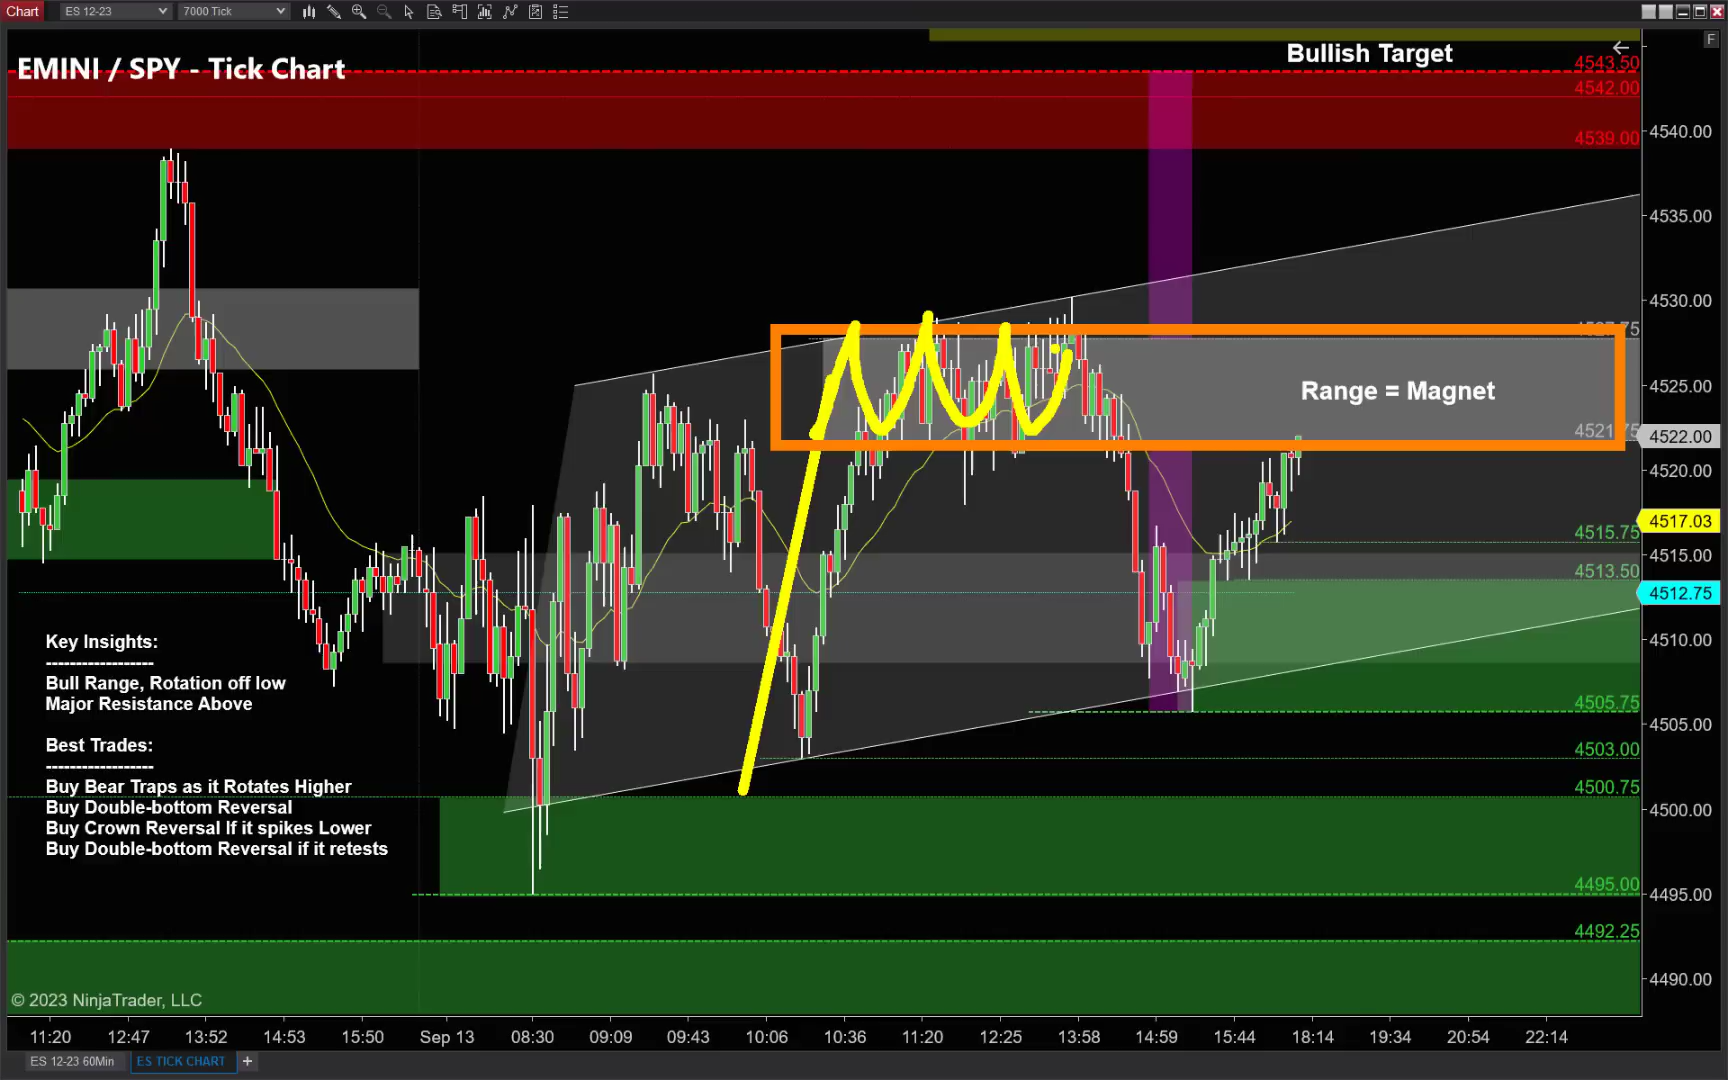 Chart ES 12-23 7000 Tick
F
EMINI / SPY - Tick Chart
Bullish Target
4543.50
4542.00
4539.00
4540.00
4535.00
4530.00
Range = Magnet
4525.00
4521.75
4522.00
4520.00
4517.03
4515.75
4515.00
4513.50
4512.75
4510.00
4505.75
4505.00
4503.00
4500.75
4500.00
4495.00
4495.00
4492.25
4490.00
Key Insights:
------------------
Bull Range, Rotation off low
Major Resistance Above
Best Trades:
------------------
Buy Bear Traps as it Rotates Higher
Buy Double-bottom Reversal
Buy Crown Reversal If it spikes Lower
Buy Double-bottom Reversal if it retests
© 2023 NinjaTrader, LLC
11:20 12:47 13:52 14:53 15:50 Sep 13 08:30 09:09 09:43 10:06 10:36 11:20 12:25 13:58 14:59 15:44 18:14 19:34 20:54 22:14
ES 12-23 60Min ES TICK CHART +